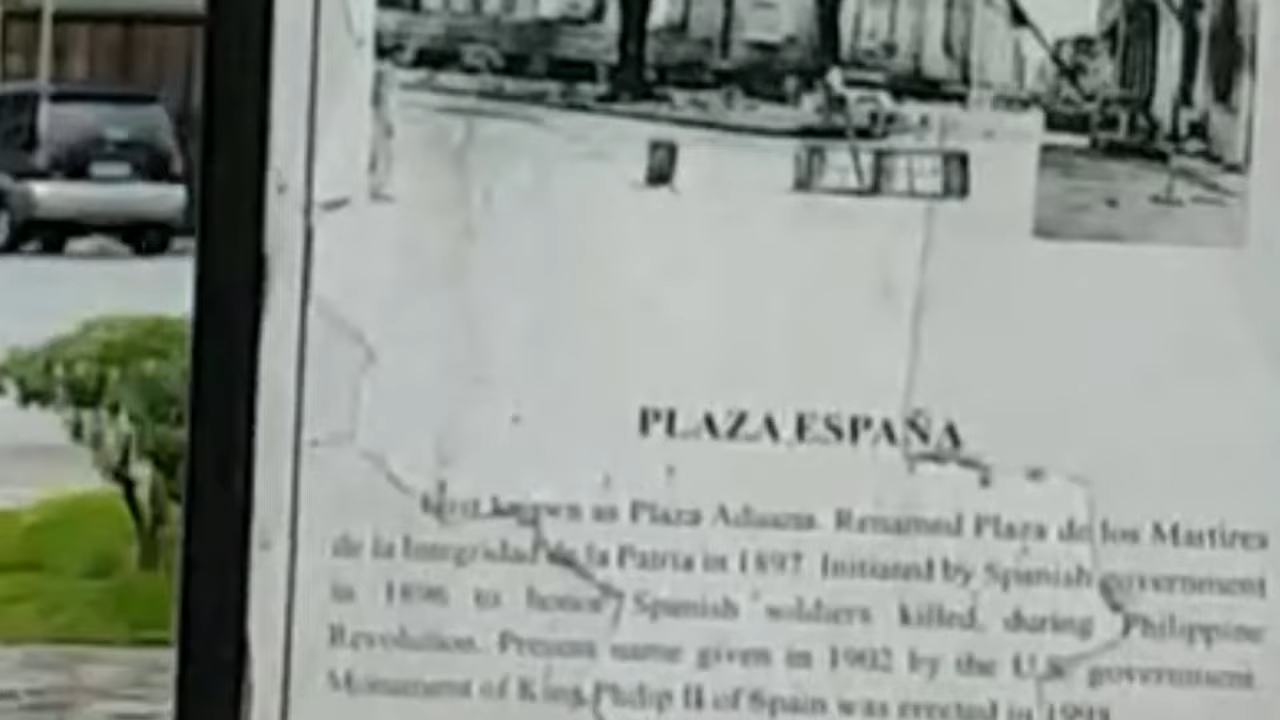 PLAZA ESPAÑA
First known as Plaza Aduana. Renamed Plaza de los Martires
de la Integridad de la Patria in 1897. Initiated by Spanish government
in 1896 to honor Spanish soldiers killed, during Philippine
Revolution. Present name given in 1902 by the U.S. government.
Monument of King Philip II of Spain was erected in 1998